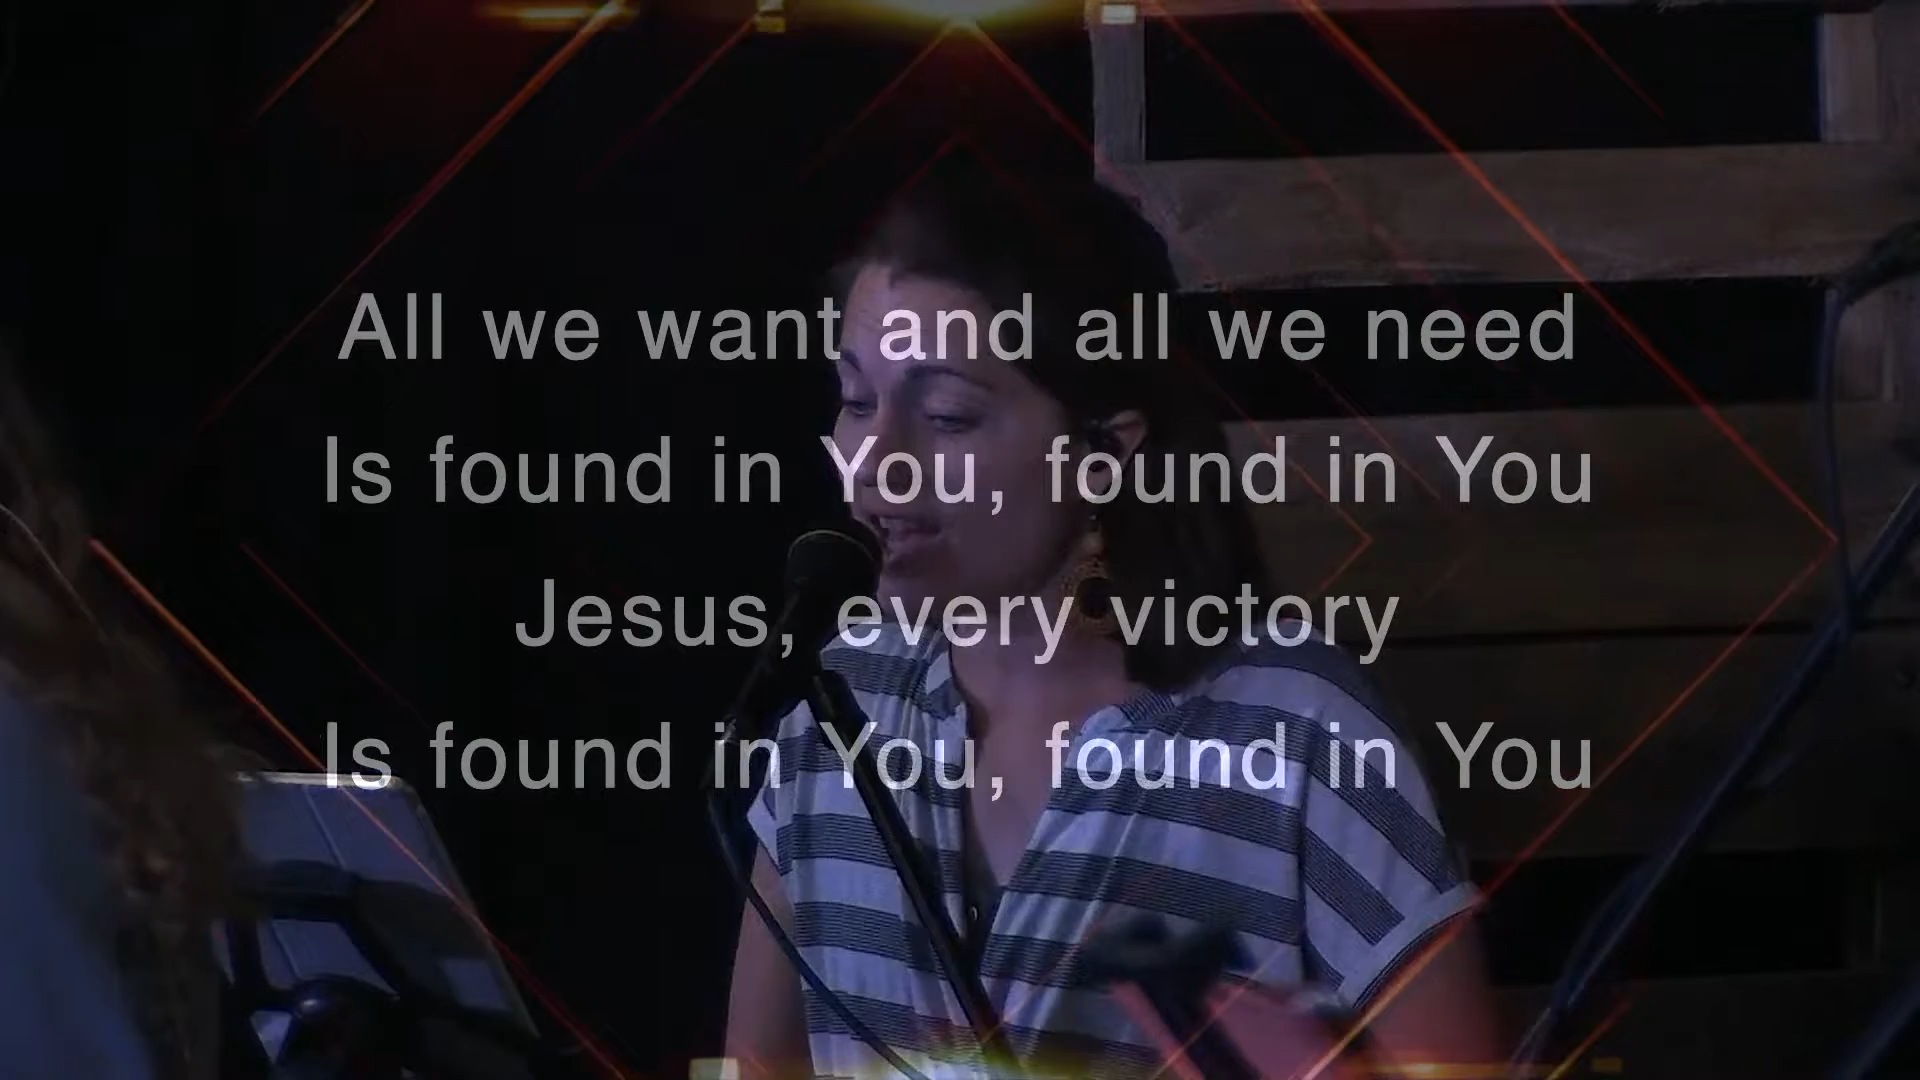 All we want and all we need
Is found in You, found in You
Jesus, every victory
Is found in You, found in You